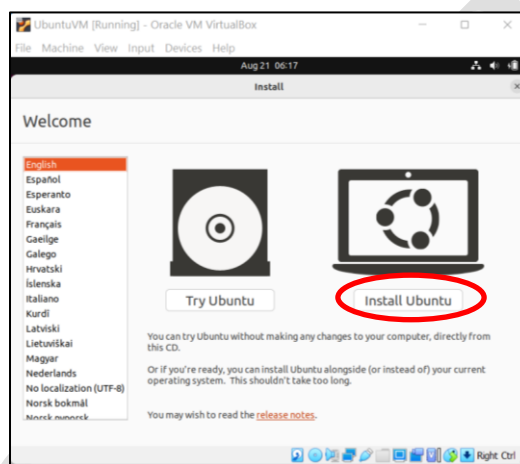 UbuntuVM [Running] - Oracle VM VirtualBox
File Machine View Input Devices Help
Aug 21 06:17
Install
Welcome
English
Español
Esperanto
Euskara
Français
Gaeilge
Galego
Hrvatski
Íslenska
Italiano
Kurdî
Latviski
Lietuviškai
Magyar
Nederlands
No localization (UTF-8)
Norsk bokmål
Norsk nynorsk
Try Ubuntu
Install Ubuntu
You can try Ubuntu without making any changes to your computer, directly from
this CD.
Or if you're ready, you can install Ubuntu alongside (or instead of) your current
operating system. This shouldn't take too long.
You may wish to read the release notes.
Right Ctrl